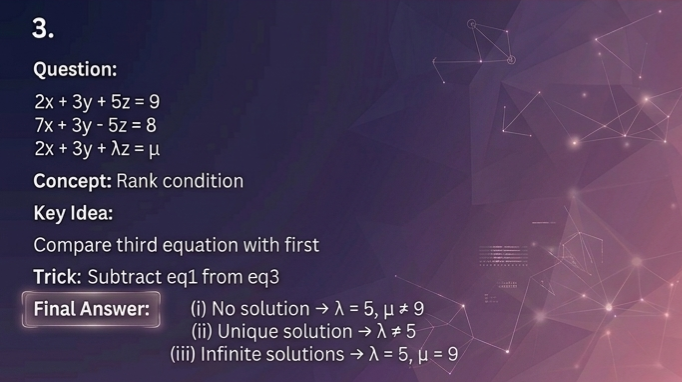 3.
Question:
2x + 3y + 5z = 9
7x + 3y - 5z = 8
2x + 3y + λz = μ
Concept: Rank condition
Key Idea:
Compare third equation with first
Trick: Subtract eq1 from eq3
Final Answer: (i) No solution → λ = 5, μ ≠ 9
(ii) Unique solution → λ ≠ 5
(iii) Infinite solutions → λ = 5, μ = 9